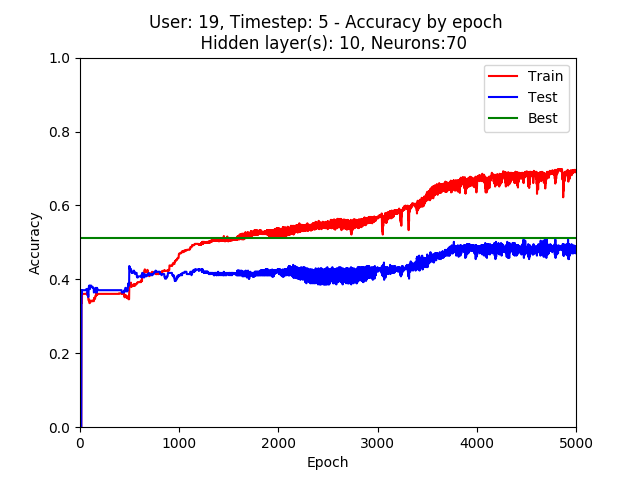 User: 19, Timestep: 5 - Accuracy by epoch
Hidden layer(s): 10, Neurons:70
Train
Test
Best
1.0
0.8
0.6
0.4
0.2
0.0
Accuracy
0
1000
2000
3000
4000
5000
Epoch